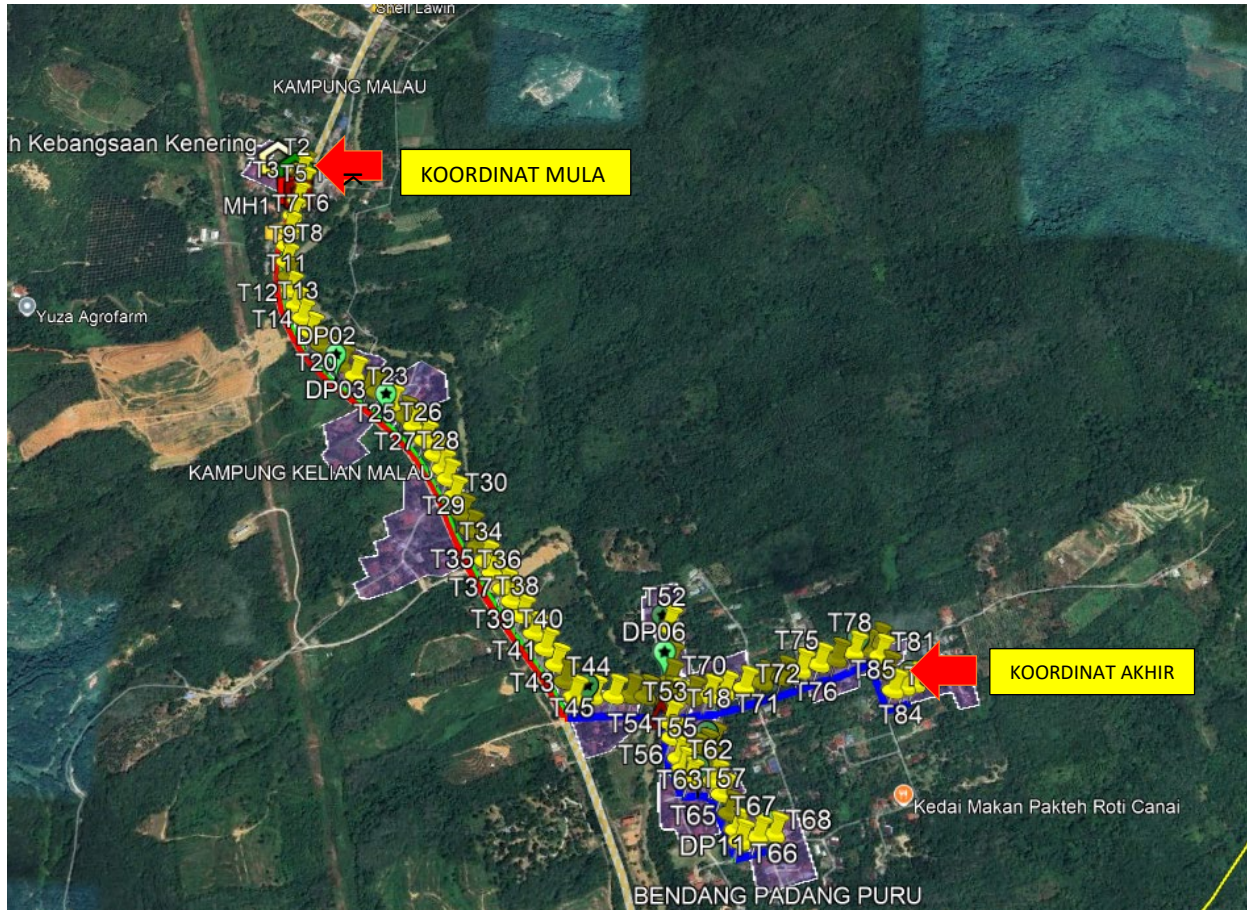 Shell Lawin
KAMPUNG MALAU
h Kebangsaan Kenering
T2
T3
T5
KOORDINAT MULA
MH1
T7
T6
T9
T8
T11
T12
T13
T14
Yuza Agrofarm
DP02
T20
DP03
T23
T25
T26
T27
T28
KAMPUNG KELIAN MALAU
T30
T29
T34
T35
T36
T37
T38
T39
T40
T41
T52
DP06
T78
T75
T81
T44
T70
T72
T85
KOORDINAT AKHIR
T43
T53
T18
T76
T45
T54
T71
T84
T55
T56
T62
T63
T57
Kedai Makan Pakteh Roti Canai
T65
T67
T68
DP11
T66
BENDANG PADANG PURU